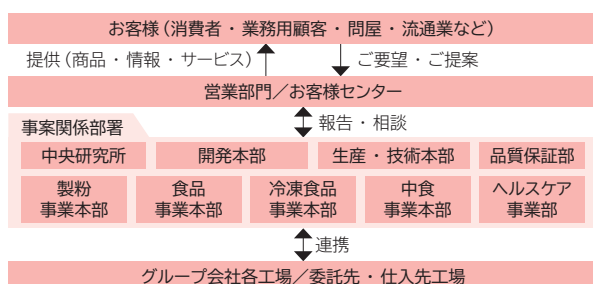 お客様（消費者・業務用顧客・問屋・流通業など）
提供（商品・情報・サービス）
ご要望・ご提案
営業部門／お客様センター
報告・相談
事案関係部署
中央研究所
開発本部
生産・技術本部
品質保証部
製粉
事業本部
食品
事業本部
冷凍食品
事業本部
中食
事業本部
ヘルスケア
事業部
連携
グループ会社各工場／委託先・仕入先工場